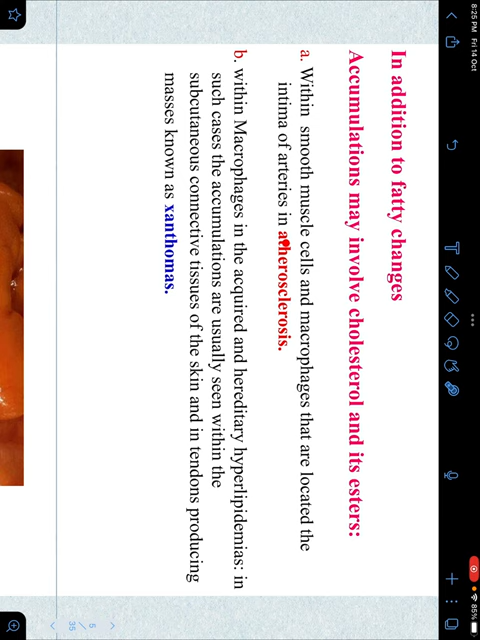 8:25 PM Fri 14 Oct
85%
In addition to fatty changes
Accumulations may involve cholesterol and its esters:
a. Within smooth muscle cells and macrophages that are located the
intima of arteries in atherosclerosis.
b. within Macrophages in the acquired and hereditary hyperlipidemias: in
such cases the accumulations are usually seen within the
subcutaneous connective tissues of the skin and in tendons producing
masses known as xanthomas.
5 / 35